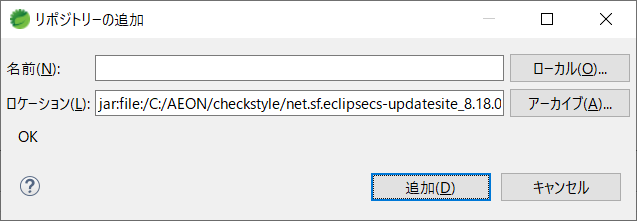 リポジトリーの追加
名前(N):
ローカル(O)...
ロケーション(L): jar:file:/C:/AEON/checkstyle/net.sf.eclipsecs-updatesite_8.18.0
アーカイブ(A)...
OK
追加(D)
キャンセル